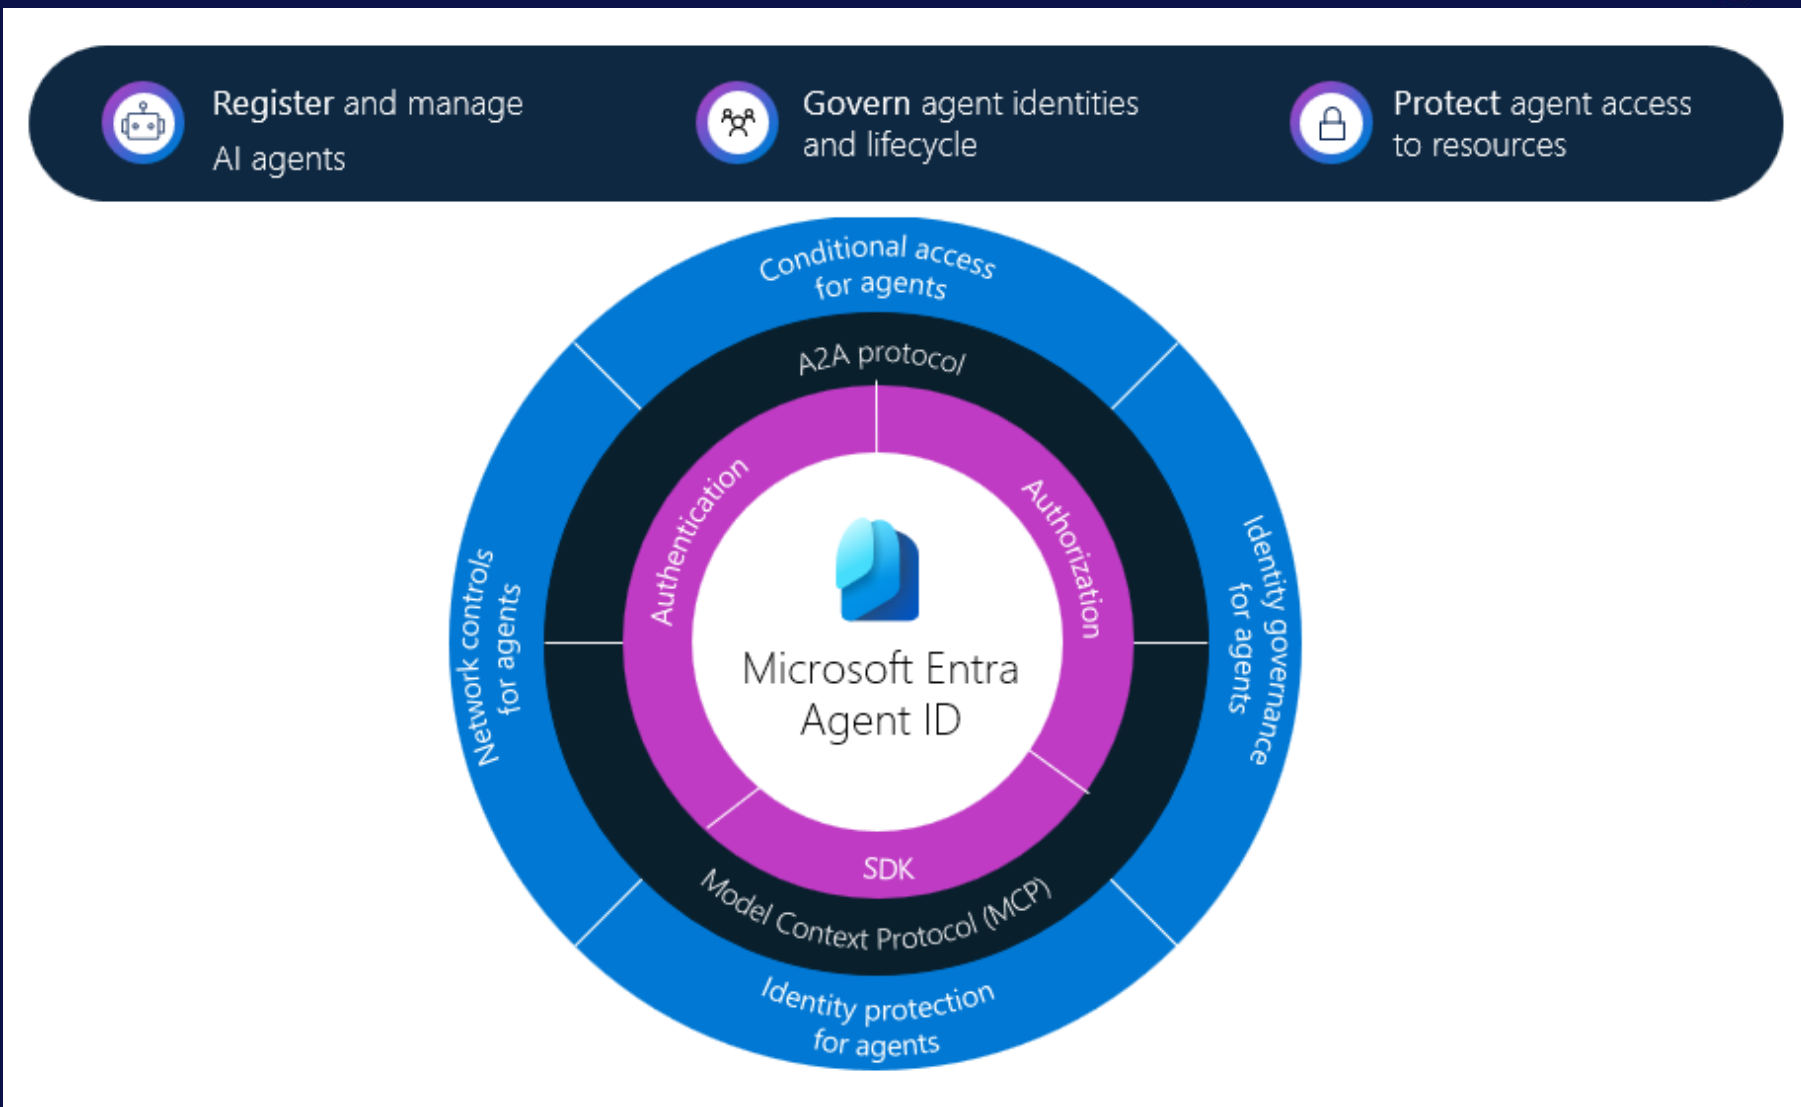 Register and manage
AI agents
Govern agent identities
and lifecycle
Protect agent access
to resources
Conditional access
for agents
A2A protocol
Authentication
Authorization
Network controls
for agents
Identity governance
for agents
Microsoft Entra
Agent ID
SDK
Model Context Protocol (MCP)
Identity protection
for agents